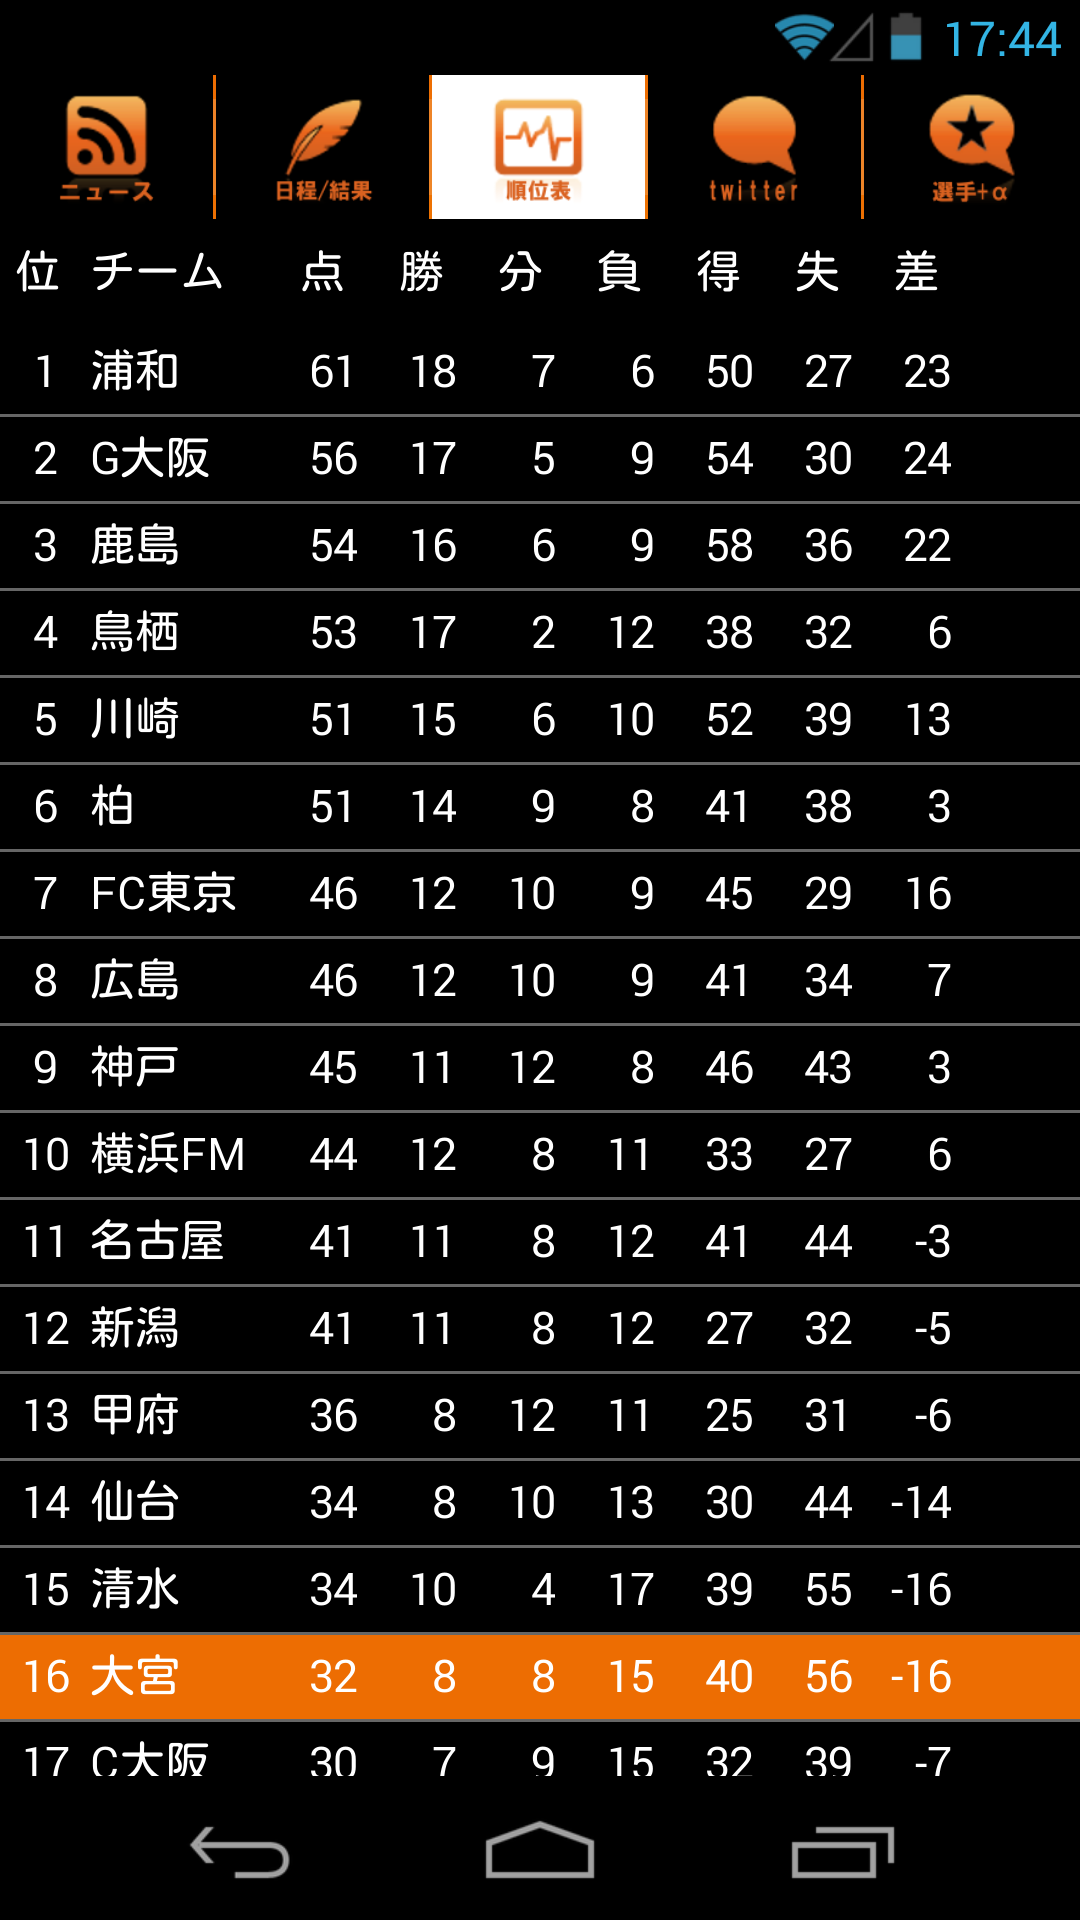 17:44
ニュース 日程/結果 順位表 twitter 選手+α
位 チーム 点 勝 分 負 得 失 差
1 浦和 61 18 7 6 50 27 23
2 G大阪 56 17 5 9 54 30 24
3 鹿島 54 16 6 9 58 36 22
4 鳥栖 53 17 2 12 38 32 6
5 川崎 51 15 6 10 52 39 13
6 柏 51 14 9 8 41 38 3
7 FC東京 46 12 10 9 45 29 16
8 広島 46 12 10 9 41 34 7
9 神戸 45 11 12 8 46 43 3
10 横浜FM 44 12 8 11 33 27 6
11 名古屋 41 11 8 12 41 44 -3
12 新潟 41 11 8 12 27 32 -5
13 甲府 36 8 12 11 25 31 -6
14 仙台 34 8 10 13 30 44 -14
15 清水 34 10 4 17 39 55 -16
16 大宮 32 8 8 15 40 56 -16
17 C大阪 30 7 9 15 32 39 -7